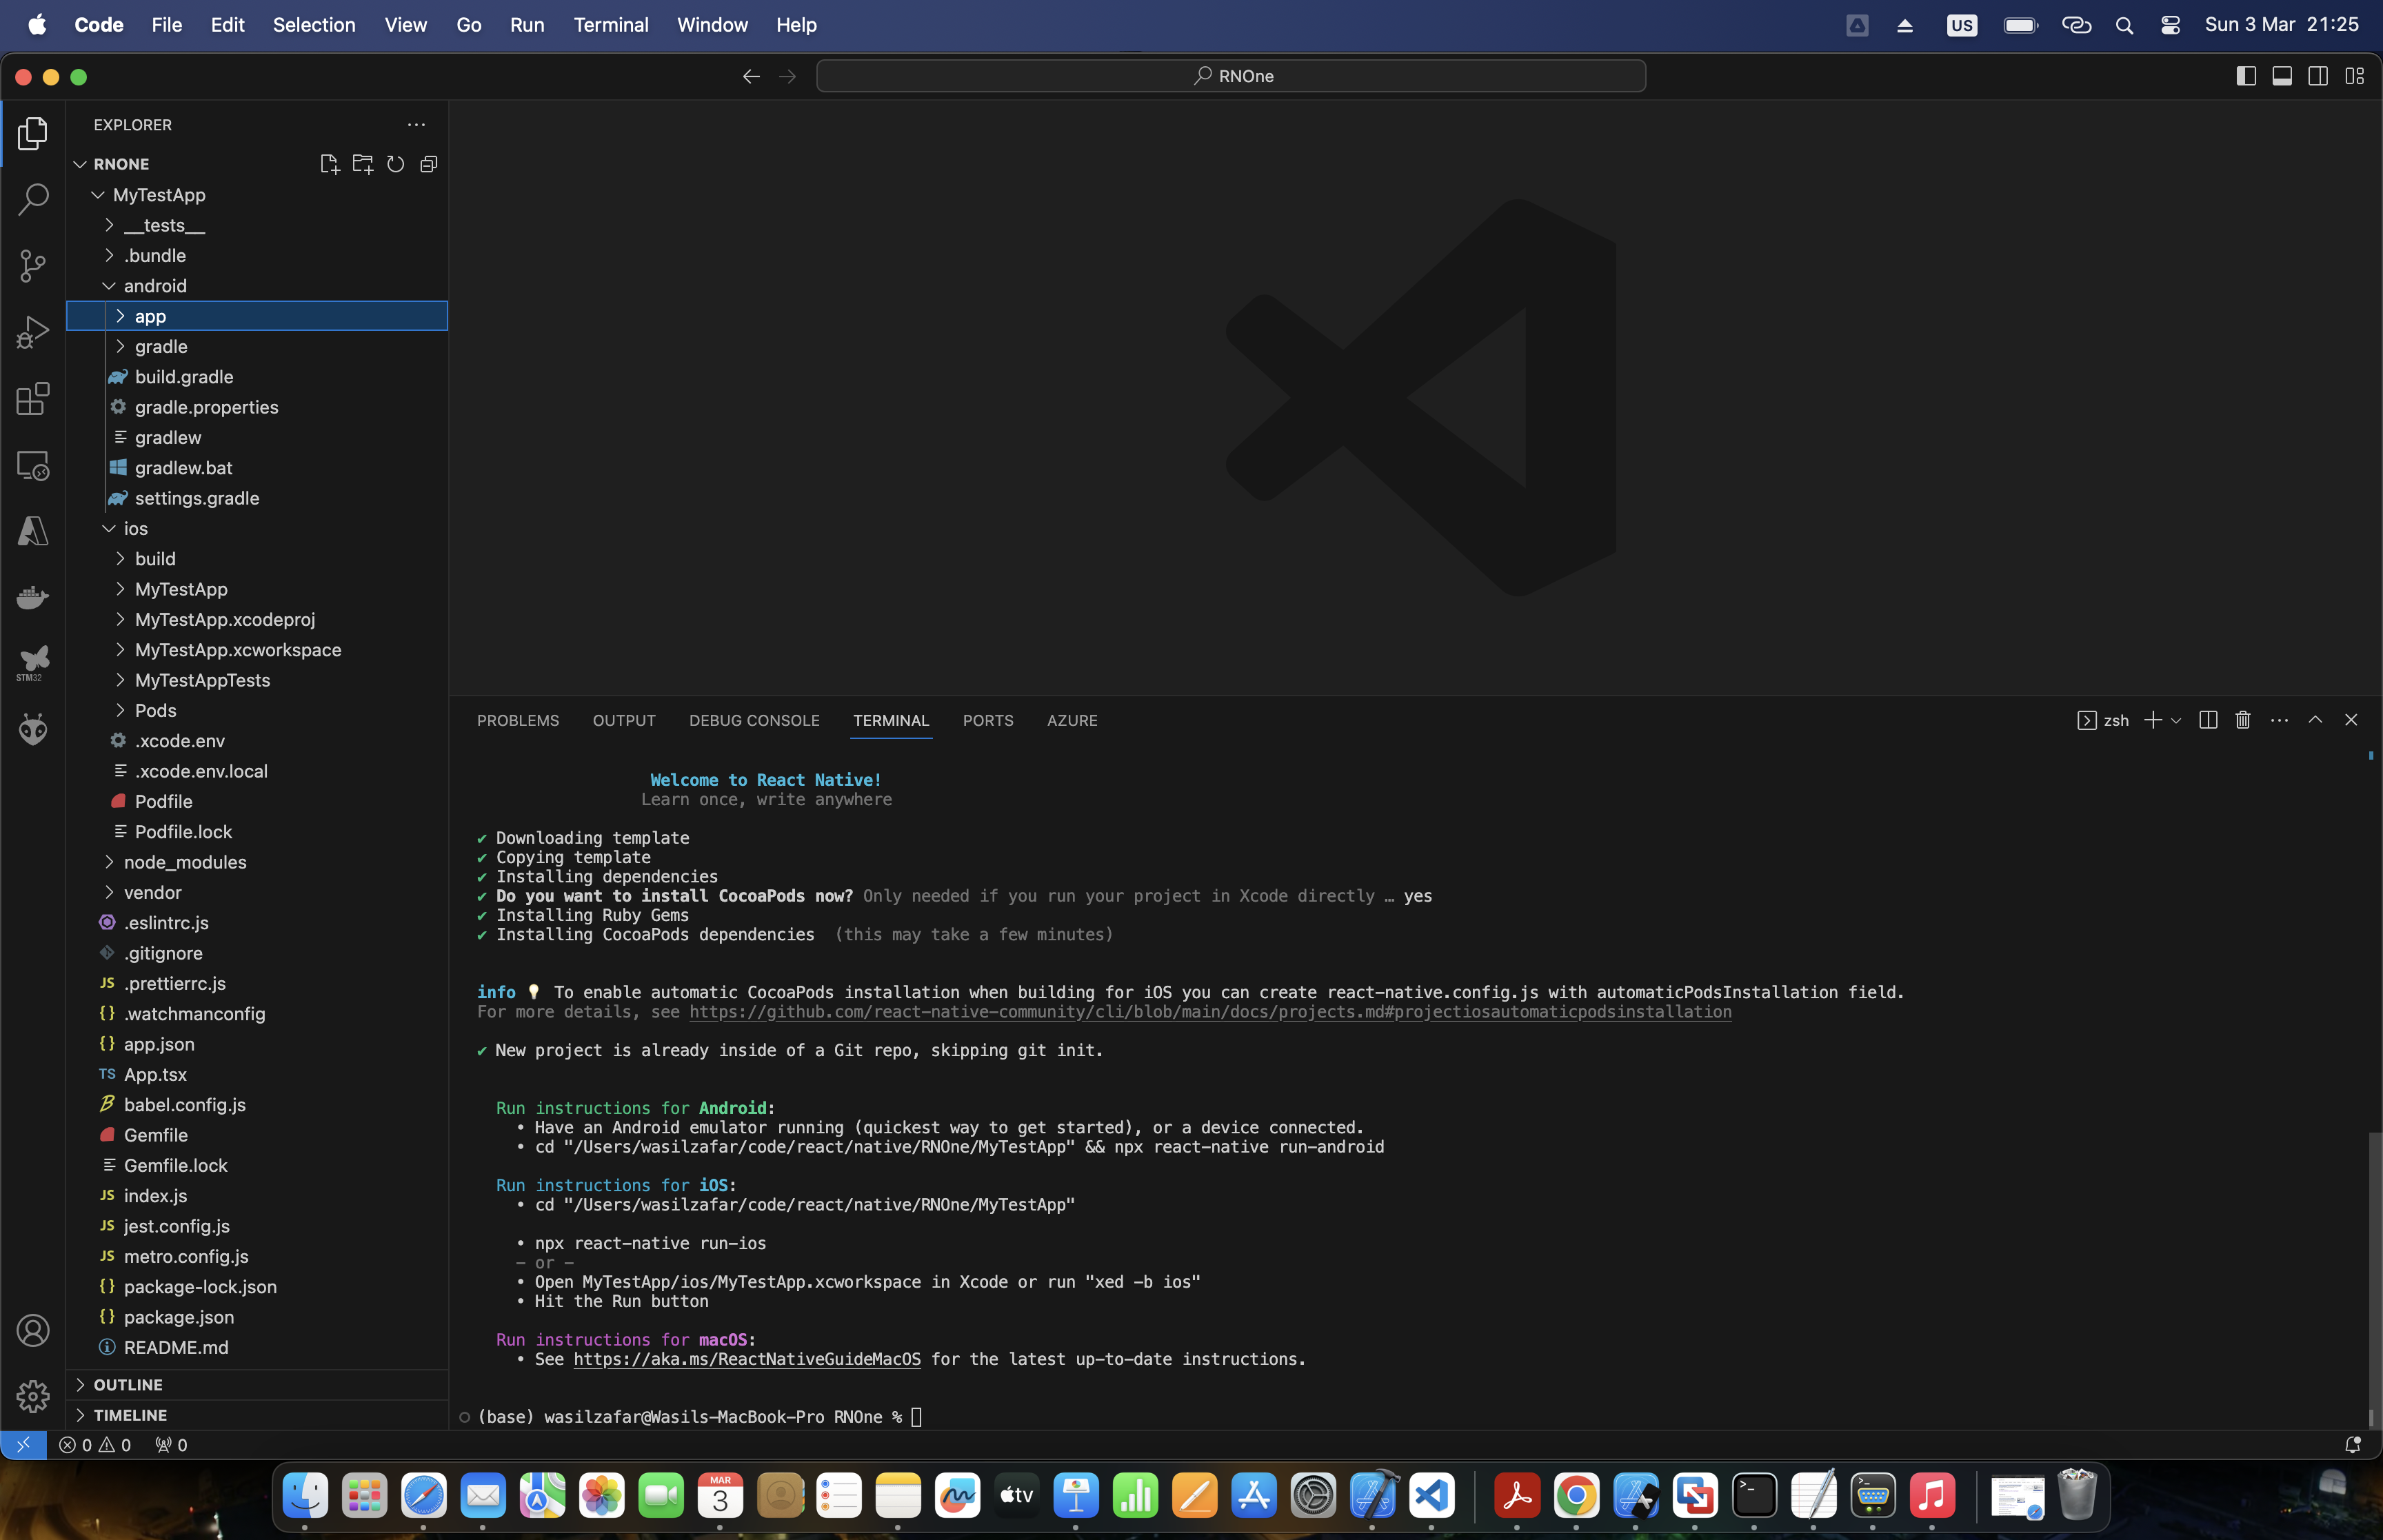 Code File Edit Selection View Go Run Terminal Window Help US Sun 3 Mar 21:25
RNOne
EXPLORER
RNONE
MyTestApp
__tests__
.bundle
android
app
gradle
build.gradle
gradle.properties
gradlew
gradlew.bat
settings.gradle
ios
build
MyTestApp
MyTestApp.xcodeproj
MyTestApp.xcworkspace
MyTestAppTests
Pods
.xcode.env
.xcode.env.local
Podfile
Podfile.lock
node_modules
vendor
.eslintrc.js
.gitignore
JS .prettierrc.js
{} .watchmanconfig
{} app.json
TS App.tsx
babel.config.js
Gemfile
Gemfile.lock
JS index.js
JS jest.config.js
JS metro.config.js
{} package-lock.json
{} package.json
README.md
OUTLINE
TIMELINE
STM32
PROBLEMS OUTPUT DEBUG CONSOLE TERMINAL PORTS AZURE zsh
Welcome to React Native!
Learn once, write anywhere
✔ Downloading template
✔ Copying template
✔ Installing dependencies
✔ Do you want to install CocoaPods now? Only needed if you run your project in Xcode directly … yes
✔ Installing Ruby Gems
✔ Installing CocoaPods dependencies (this may take a few minutes)
info 💡 To enable automatic CocoaPods installation when building for iOS you can create react-native.config.js with automaticPodsInstallation field.
For more details, see https://github.com/react-native-community/cli/blob/main/docs/projects.md#projectiosautomaticpodsinstallation
✔ New project is already inside of a Git repo, skipping git init.
Run instructions for Android:
• Have an Android emulator running (quickest way to get started), or a device connected.
• cd "/Users/wasilzafar/code/react/native/RNOne/MyTestApp" && npx react-native run-android
Run instructions for iOS:
• cd "/Users/wasilzafar/code/react/native/RNOne/MyTestApp"
• npx react-native run-ios
- or -
• Open MyTestApp/ios/MyTestApp.xcworkspace in Xcode or run "xed -b ios"
• Hit the Run button
Run instructions for macOS:
• See https://aka.ms/ReactNativeGuideMacOS for the latest up-to-date instructions.
(base) wasilzafar@Wasils-MacBook-Pro RNOne %
0 0 0
MAR
3
tv